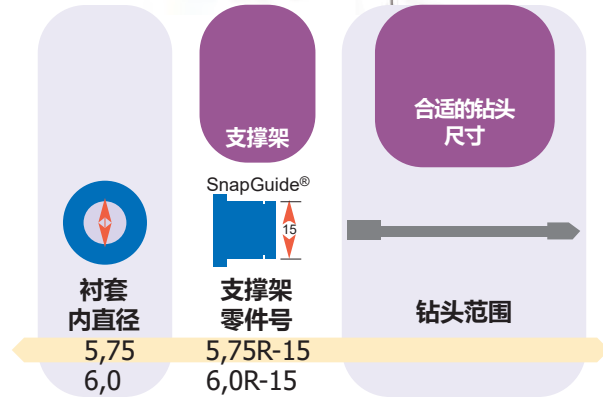 支撑架
合适的钻头
尺寸
SnapGuide®
15
衬套
内直径
支撑架
零件号
钻头范围
5,75 5,75R-15
6,0 6,0R-15